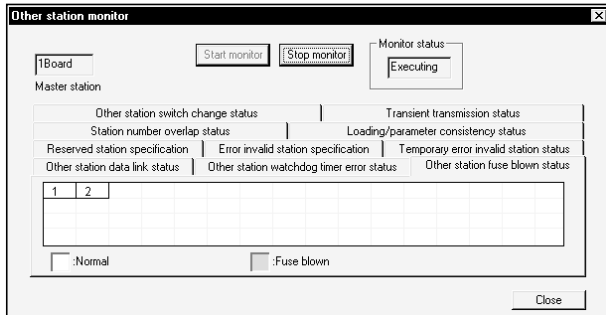 Other station monitor
Start monitor Stop monitor Monitor status
1Board Executing
Master station
Other station switch change status Transient transmission status
Station number overlap status Loading/parameter consistency status
Reserved station specification Error invalid station specification Temporary error invalid station status
Other station data link status Other station watchdog timer error status Other station fuse blown status
1 2
:Normal :Fuse blown
Close